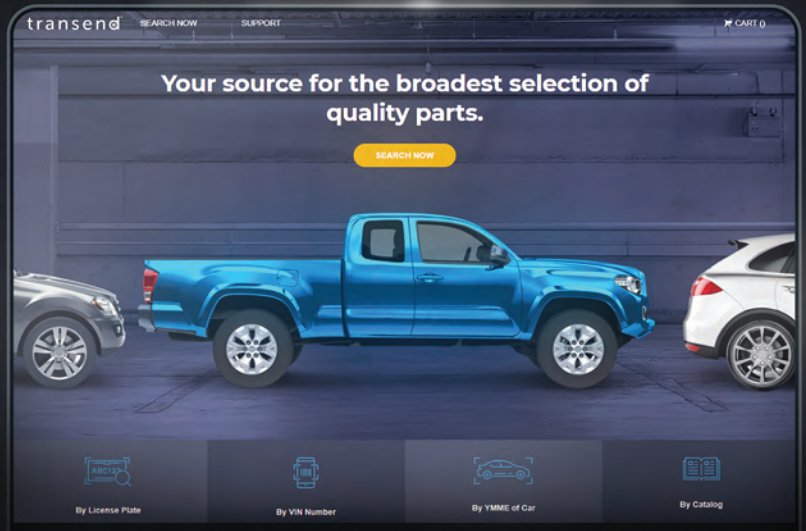 transend
SEARCH NOW
SUPPORT
CART ()
Your source for the broadest selection of
quality parts.
SEARCH NOW
ABC123
By License Plate
By VIN Number
By YMME of Car
By Catalog